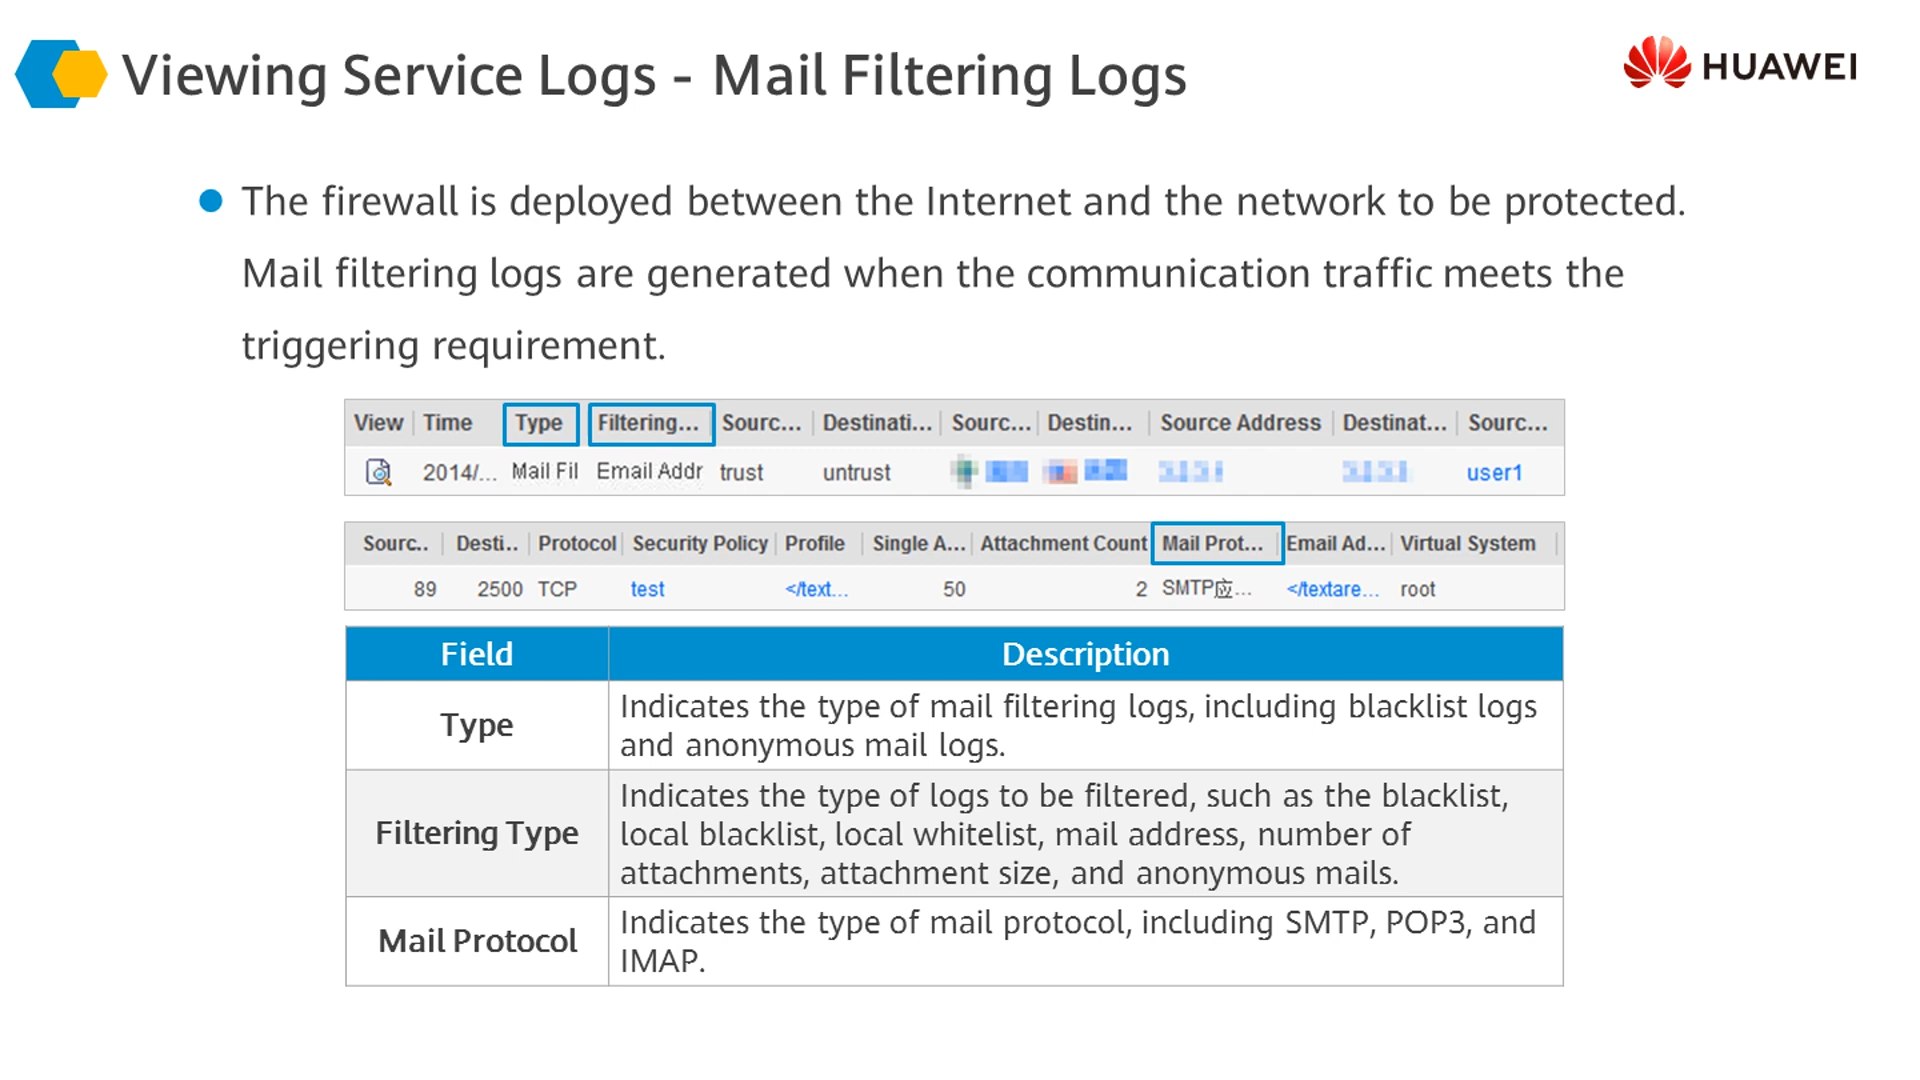 Viewing Service Logs - Mail Filtering Logs
HUAWEI
The firewall is deployed between the Internet and the network to be protected.
Mail filtering logs are generated when the communication traffic meets the
triggering requirement.
View Time Type Filtering... Sourc... Destinati... Sourc... Destin... Source Address Destinat... Sourc...
2014/... Mail Fil Email Addr trust untrust user1
Sourc.. Desti.. Protocol Security Policy Profile Single A... Attachment Count Mail Prot... Email Ad... Virtual System
89 2500 TCP test </text... 50 2 SMTP应... </textare... root
Field Description
Type
Indicates the type of mail filtering logs, including blacklist logs
and anonymous mail logs.
Filtering Type
Indicates the type of logs to be filtered, such as the blacklist,
local blacklist, local whitelist, mail address, number of
attachments, attachment size, and anonymous mails.
Mail Protocol
Indicates the type of mail protocol, including SMTP, POP3, and
IMAP.